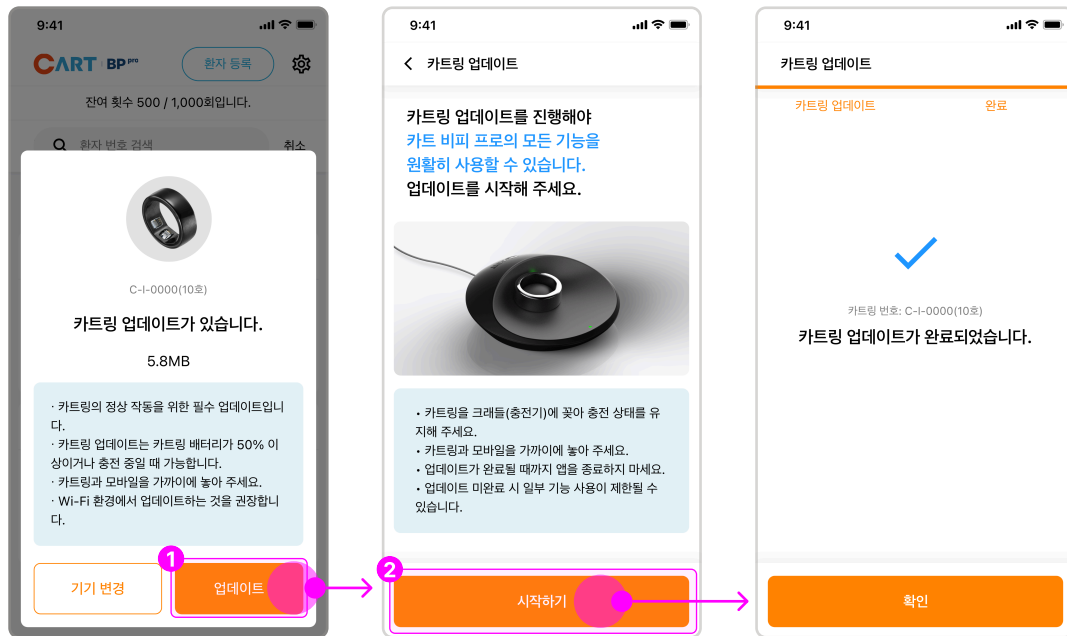 9:41
CART BP pro
환자 등록
잔여 횟수 500 / 1,000회입니다.
환자 번호 검색
취소
C-I-0000(10호)
카트링 업데이트가 있습니다.
5.8MB
· 카트링의 정상 작동을 위한 필수 업데이트입니
다.
· 카트링 업데이트는 카트링 배터리가 50% 이
상이거나 충전 중일 때 가능합니다.
· 카트링과 모바일을 가까이에 놓아 주세요.
· Wi-Fi 환경에서 업데이트하는 것을 권장합니
다.
1
기기 변경
업데이트
9:41
카트링 업데이트
카트링 업데이트를 진행해야
카트 비피 프로의 모든 기능을
원활히 사용할 수 있습니다.
업데이트를 시작해 주세요.
• 카트링을 크래들(충전기)에 꽂아 충전 상태를 유
지해 주세요.
• 카트링과 모바일을 가까이에 놓아 주세요.
• 업데이트가 완료될 때까지 앱을 종료하지 마세요.
• 업데이트 미완료 시 일부 기능 사용이 제한될 수
있습니다.
2
시작하기
9:41
카트링 업데이트
카트링 업데이트
완료
카트링 번호: C-I-0000(10호)
카트링 업데이트가 완료되었습니다.
확인